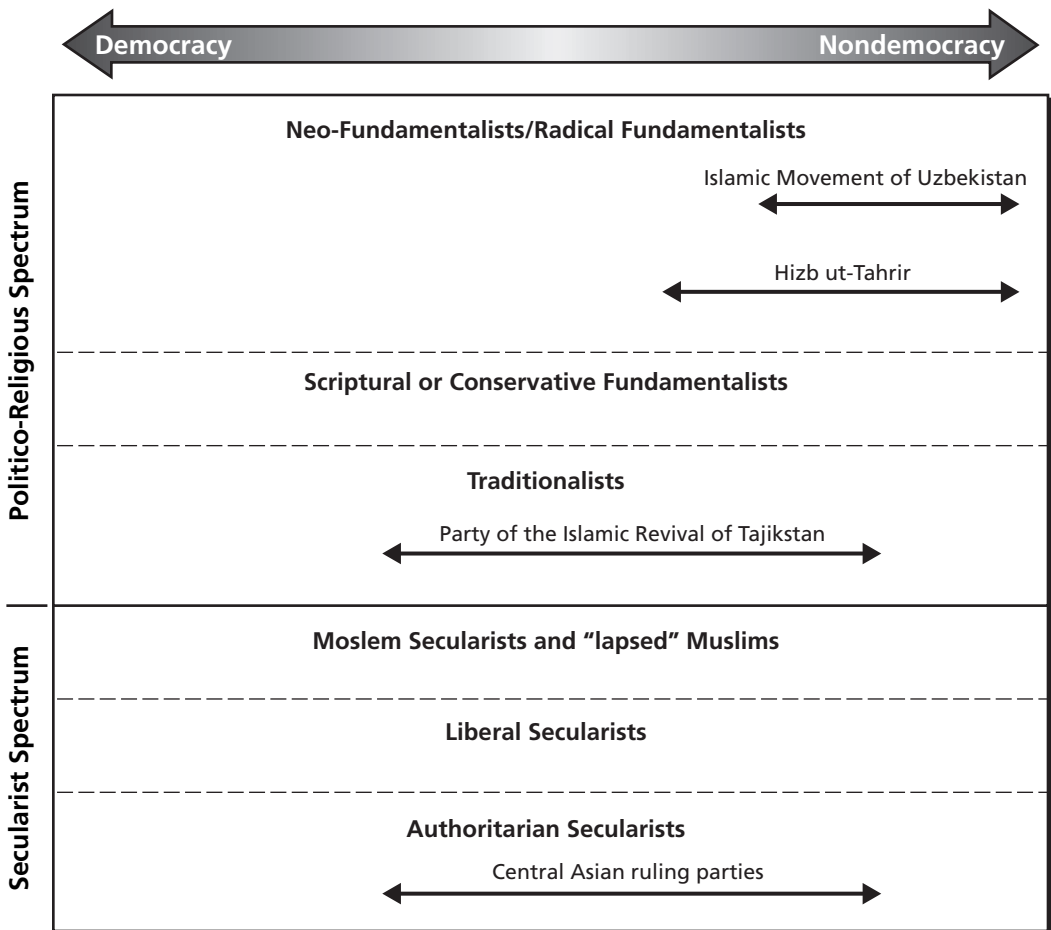 Democracy
Nondemocracy
Politico-Religious Spectrum
Neo-Fundamentalists/Radical Fundamentalists
Islamic Movement of Uzbekistan
Hizb ut-Tahrir
Scriptural or Conservative Fundamentalists
Traditionalists
Party of the Islamic Revival of Tajikstan
Secularist Spectrum
Moslem Secularists and “lapsed” Muslims
Liberal Secularists
Authoritarian Secularists
Central Asian ruling parties